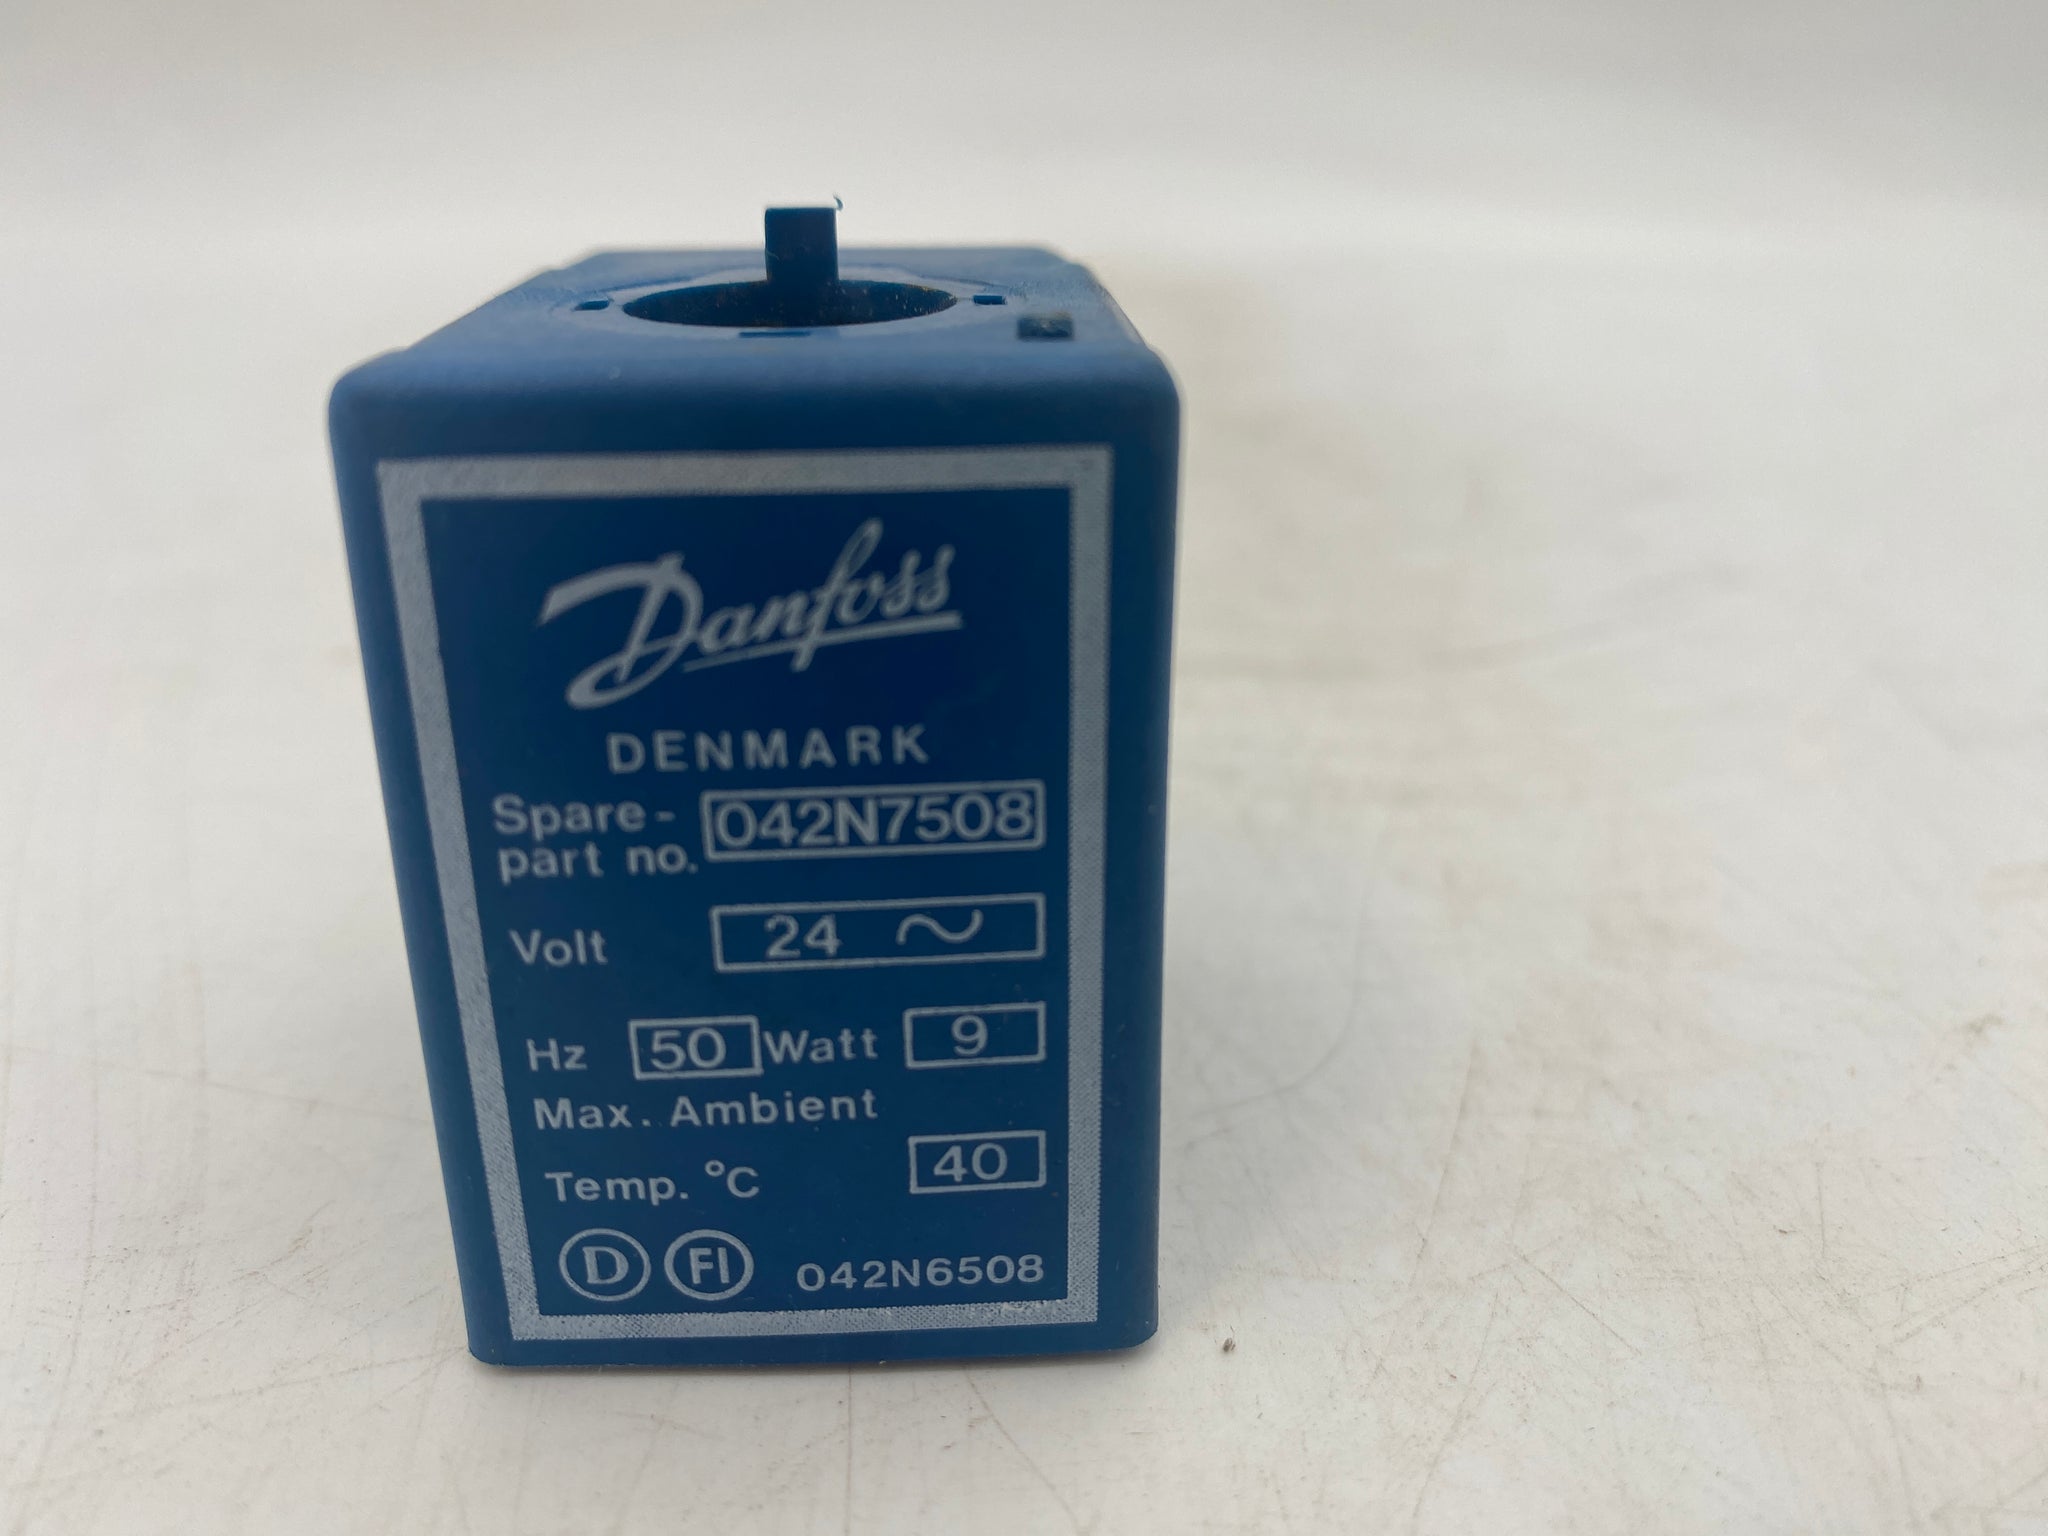 Danfoss
DENMARK
Spare-
part no. 042N7508
Volt 24 ~
Hz 50 Watt 9
Max. Ambient
Temp. °C 40
D FI 042N6508